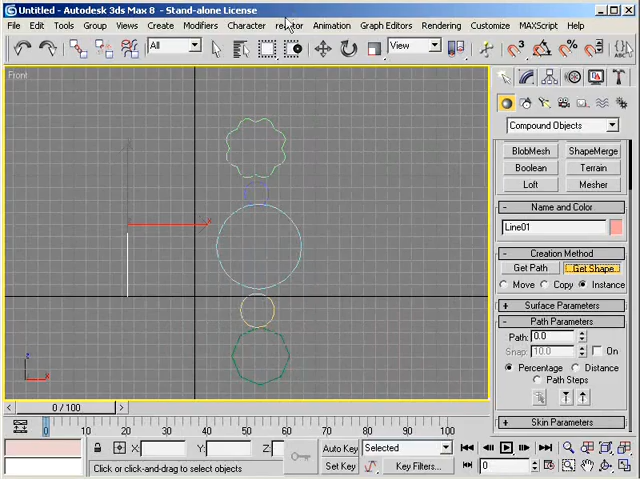 Untitled - Autodesk 3ds Max 8 - Stand-alone License
File Edit Tools Group Views Create Modifiers Character Animation Graph Editors Rendering Customize MAXScript Help
All View
Front
x
z
x
Compound Objects
BlobMesh ShapeMerge
Boolean Terrain
Loft Mesher
- Name and Color
Line01
- Creation Method
Get Path Get Shape
Move Copy Instance
+ Surface Parameters
- Path Parameters
Path: 0.0
Snap: 10.0 On
Percentage Distance
Path Steps
+ Skin Parameters
< 0 / 100 >
0 10 20 30 40 50 60 70 80 90 100
X: Y: Z: Auto Key Selected
Click or click-and-drag to select objects Set Key Key Filters... 0